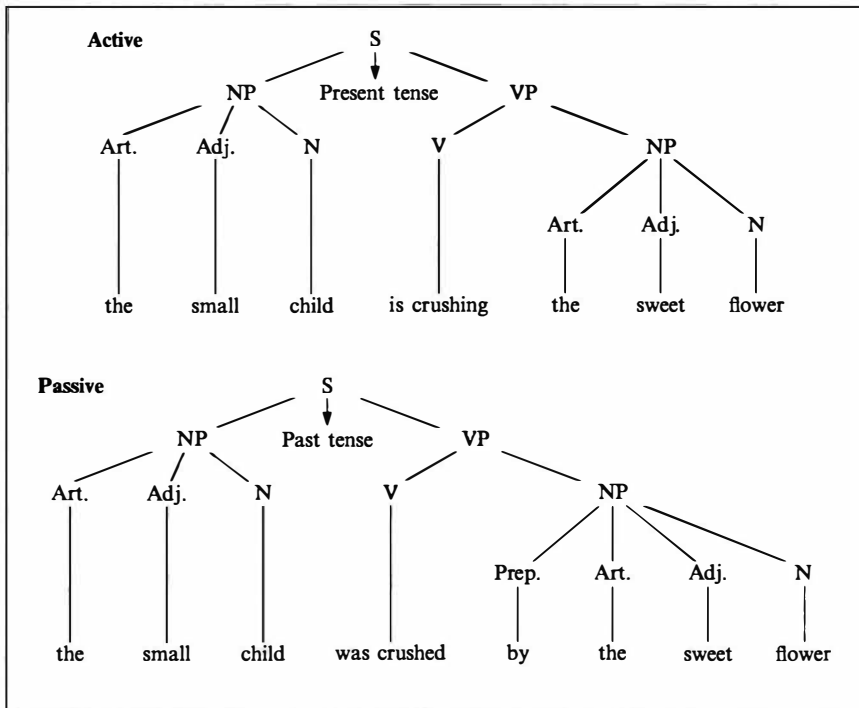 Active
S
NP Present tense VP
Art. Adj. N V NP
Art. Adj. N
the small child is crushing the sweet flower
Passive
S
NP Past tense VP
Art. Adj. N V NP
Prep. Art. Adj. N
the small child was crushed by the sweet flower